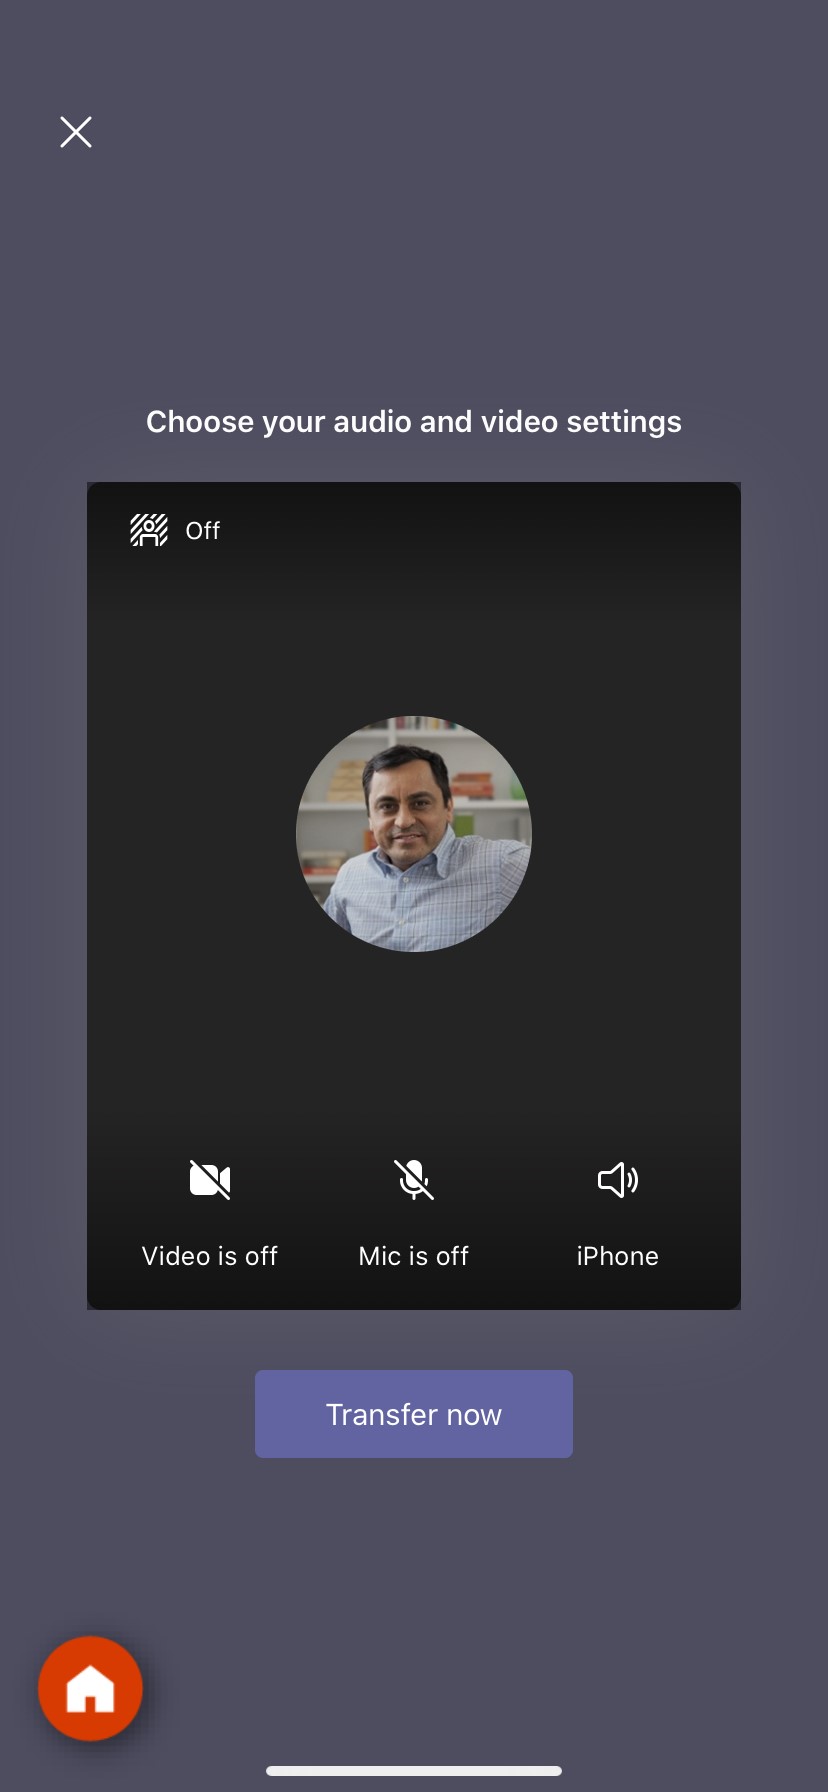 Choose your audio and video settings
Off
Video is off
Mic is off
iPhone
Transfer now